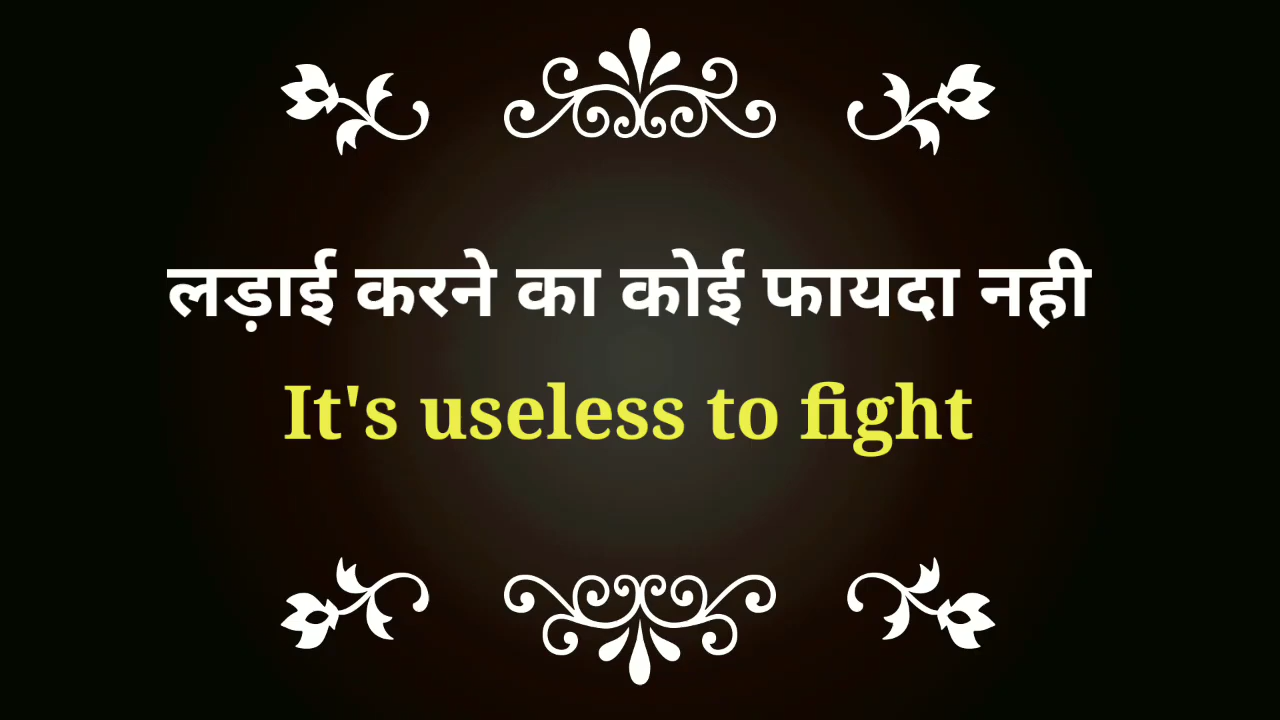 लड़ाई करने का कोई फायदा नही
It's useless to fight